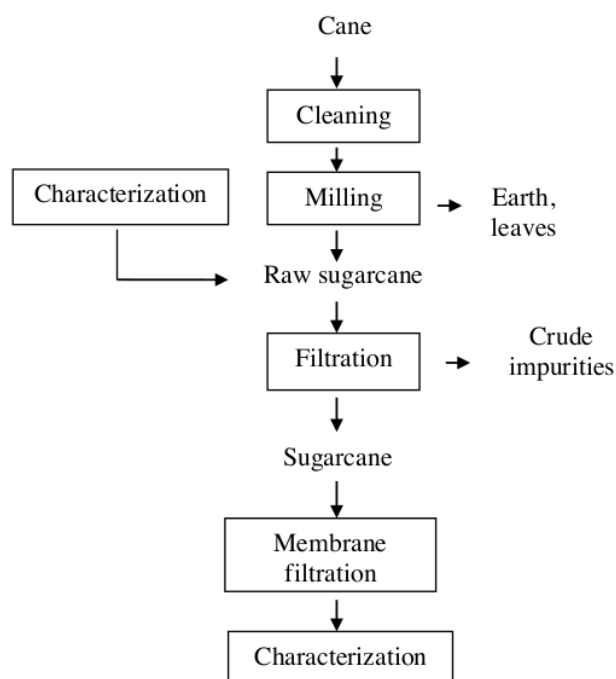 Cane
Cleaning
Characterization
Milling
Earth,
leaves
Raw sugarcane
Filtration
Crude
impurities
Sugarcane
Membrane
filtration
Characterization